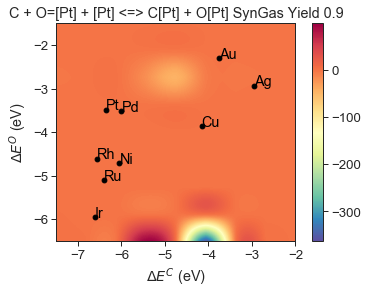 C + O=[Pt] + [Pt] <=> C[Pt] + O[Pt] SynGas Yield 0.9
−2
−3
−4
−5
−6
ΔE^O (eV)
Au
Ag
Pt
Pd
Cu
Rh
Ni
Ru
Ir
−7
−6
−5
−4
−3
−2
ΔE^C (eV)
0
−100
−200
−300